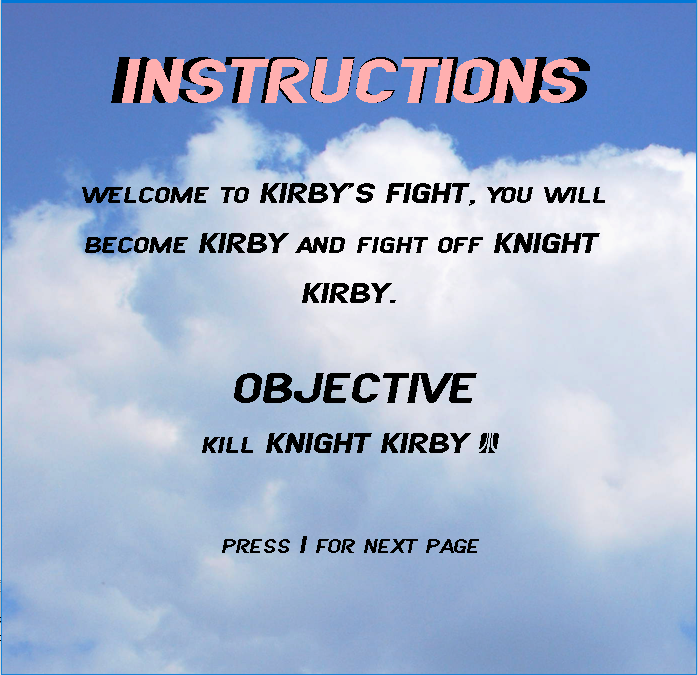 INSTRUCTIONS
WELCOME TO KIRBY'S FIGHT, YOU WILL
BECOME KIRBY AND FIGHT OFF KNIGHT
KIRBY.
OBJECTIVE
KILL KNIGHT KIRBY
PRESS I FOR NEXT PAGE